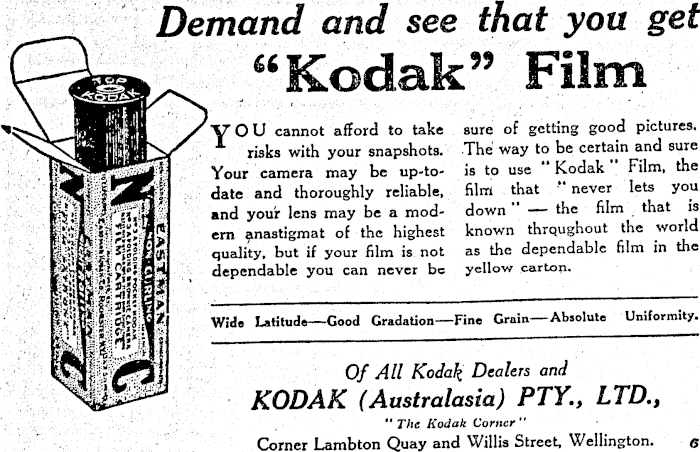 Demand and see that you get
"Kodak" Film
YOU cannot afford to take
risks with your snapshots.
Your camera may be up-to-
date and thoroughly reliable,
and your lens may be a mod-
ern anastigmat of the highest
quality, but if your film is not
dependable you can never be
sure of getting good pictures.
The way to be certain and sure
is to use "Kodak" Film, the
film that "never lets you
down" — the film that is
known throughout the world
as the dependable film in the
yellow carton.
Wide Latitude—Good Gradation—Fine Grain—Absolute Uniformity.
Of All Kodak Dealers and
KODAK (Australasia) PTY., LTD.,
"The Kodak Corner"
Corner Lambton Quay and Willis Street, Wellington.
6
TOP
KODAK
N
C
N
C
EASTMAN
NON CURLING
FILM CARTRIDGE
EASTMAN